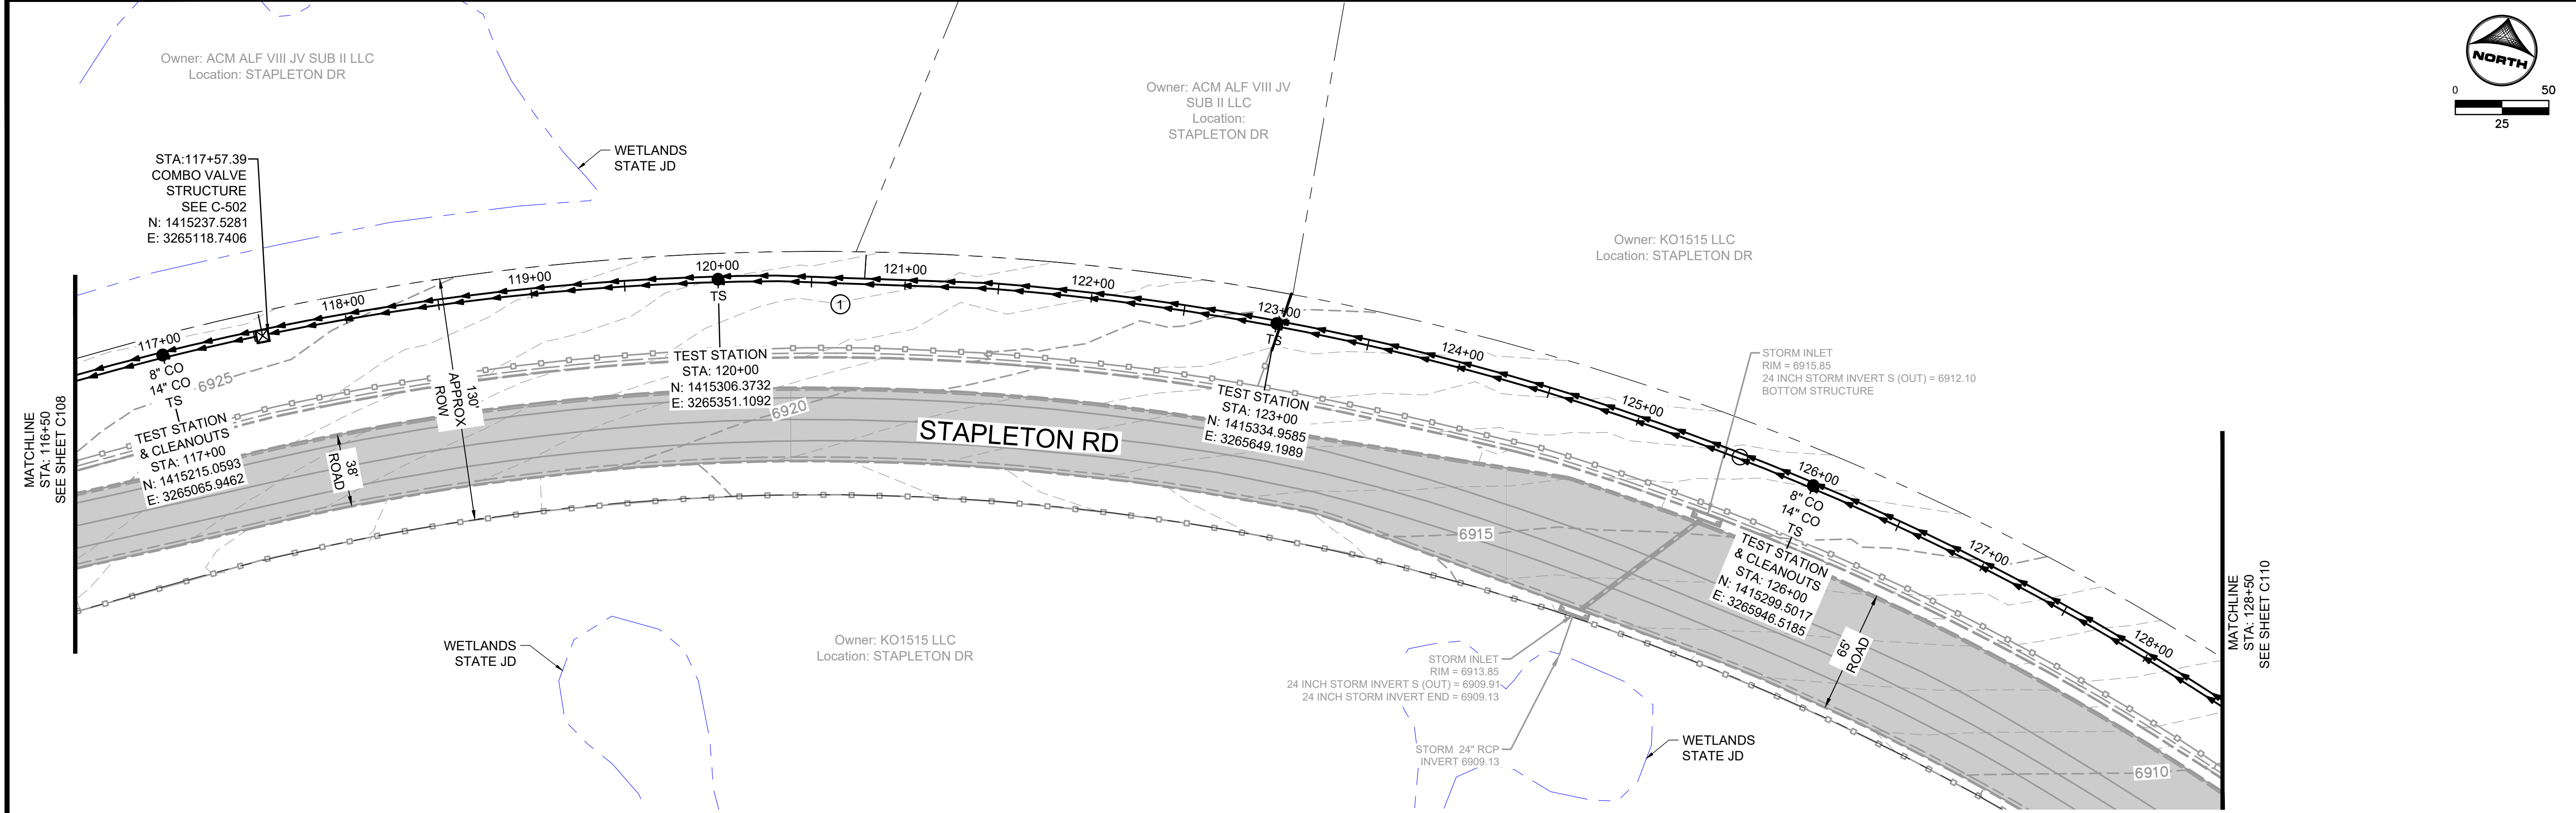 Owner: ACM ALF VIII JV SUB II LLC
Location: STAPLETON DR
Owner: ACM ALF VIII JV
SUB II LLC
Location:
STAPLETON DR
NORTH
0
50
25
STA:117+57.39
COMBO VALVE
STRUCTURE
SEE C-502
N: 1415237.5281
E: 3265118.7406
WETLANDS
STATE JD
Owner: KO1515 LLC
Location: STAPLETON DR
117+00
118+00
119+00
120+00
121+00
122+00
123+00
124+00
125+00
126+00
127+00
128+00
1
MATCHLINE
STA: 116+50
SEE SHEET C108
8" CO
14" CO
TS
TEST STATION
& CLEANOUTS
STA: 117+00
N: 1415215.0593
E: 3265065.9462
6925
38'
ROAD
130'
APPROX
ROW
TS
TEST STATION
STA: 120+00
N: 1415306.3732
E: 3265351.1092
6920
STAPLETON RD
TS
TEST STATION
STA: 123+00
N: 1415334.9585
E: 3265649.1989
STORM INLET
RIM = 6915.85
24 INCH STORM INVERT S (OUT) = 6912.10
BOTTOM STRUCTURE
6915
8" CO
14" CO
TS
TEST STATION
& CLEANOUTS
STA: 126+00
N: 1415299.5017
E: 3265946.5185
65'
ROAD
MATCHLINE
STA: 128+50
SEE SHEET C110
WETLANDS
STATE JD
Owner: KO1515 LLC
Location: STAPLETON DR
STORM INLET
RIM = 6913.85
24 INCH STORM INVERT S (OUT) = 6909.91
24 INCH STORM INVERT END = 6909.13
STORM 24" RCP
INVERT 6909.13
WETLANDS
STATE JD
6910